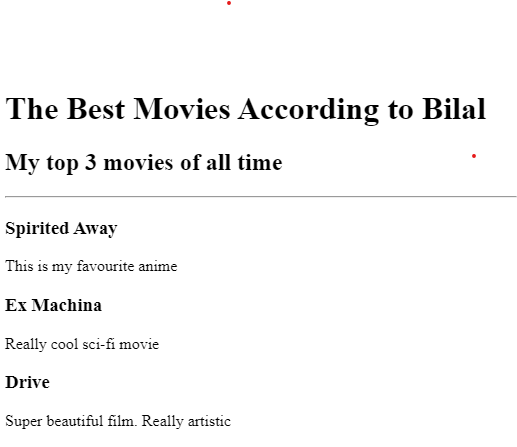 The Best Movies According to Bilal
My top 3 movies of all time
Spirited Away
This is my favourite anime
Ex Machina
Really cool sci-fi movie
Drive
Super beautiful film. Really artistic